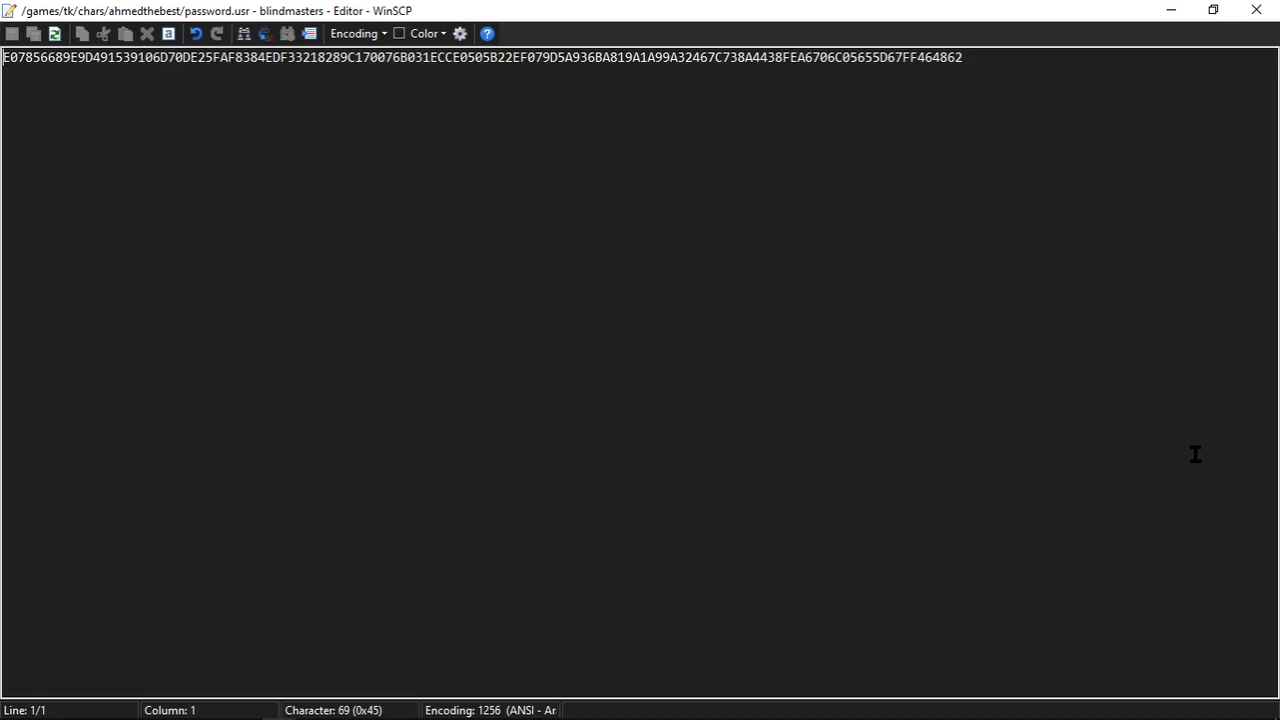 /games/tk/chars/ahmedthebest/password.usr - blindmasters - Editor - WinSCP
Encoding Color
E07856689E9D491539106D70DE25FAF8384EDF33218289C170076B031ECCE0505B22EF079D5A936BA819A1A99A32467C738A4438FEA6706C05655D67FF464862
Line: 1/1 Column: 1 Character: 69 (0x45) Encoding: 1256 (ANSI - Ar